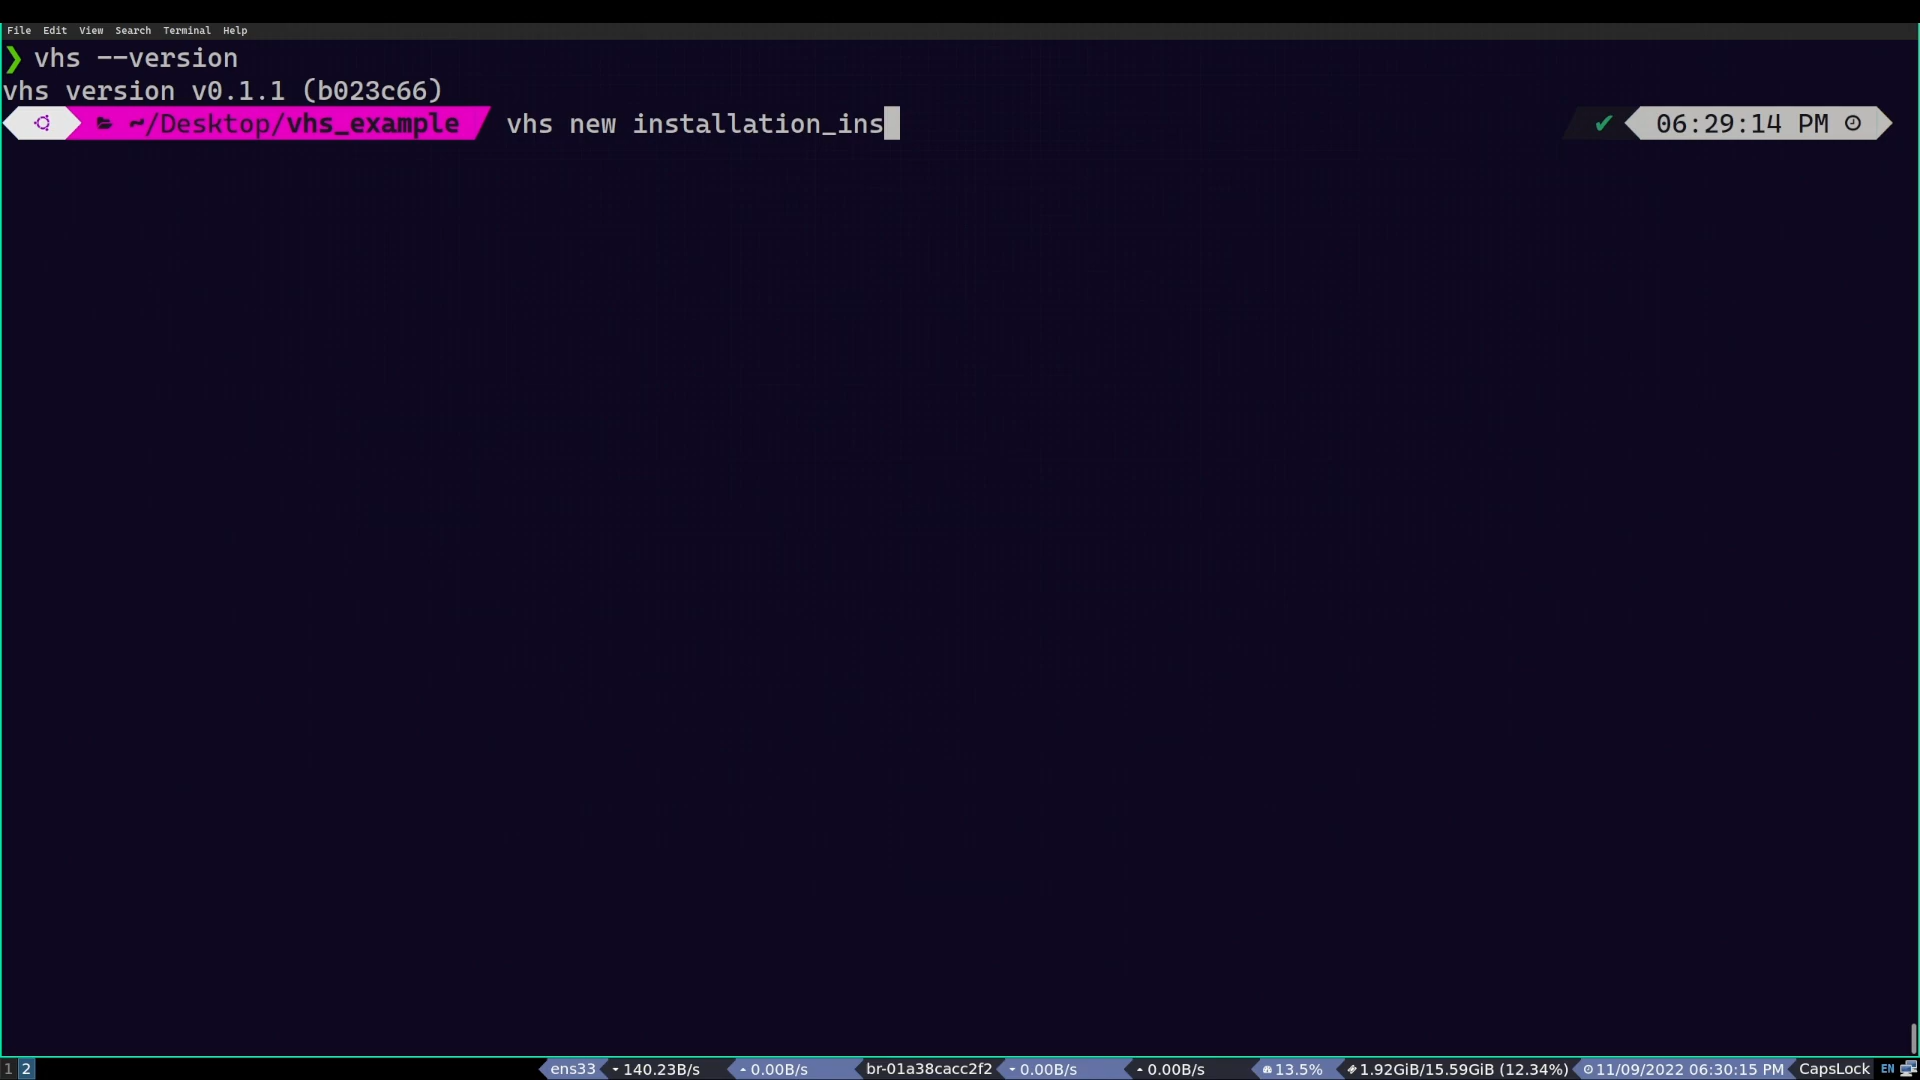 File Edit View Search Terminal Help
❯ vhs --version
vhs version v0.1.1 (b023c66)
~/Desktop/vhs_example vhs new installation_ins ✔ 06:29:14 PM
1 2 ens33 140.23B/s 0.00B/s br-01a38cacc2f2 0.00B/s 0.00B/s 13.5% 1.92GiB/15.59GiB (12.34%) 11/09/2022 06:30:15 PM CapsLock EN